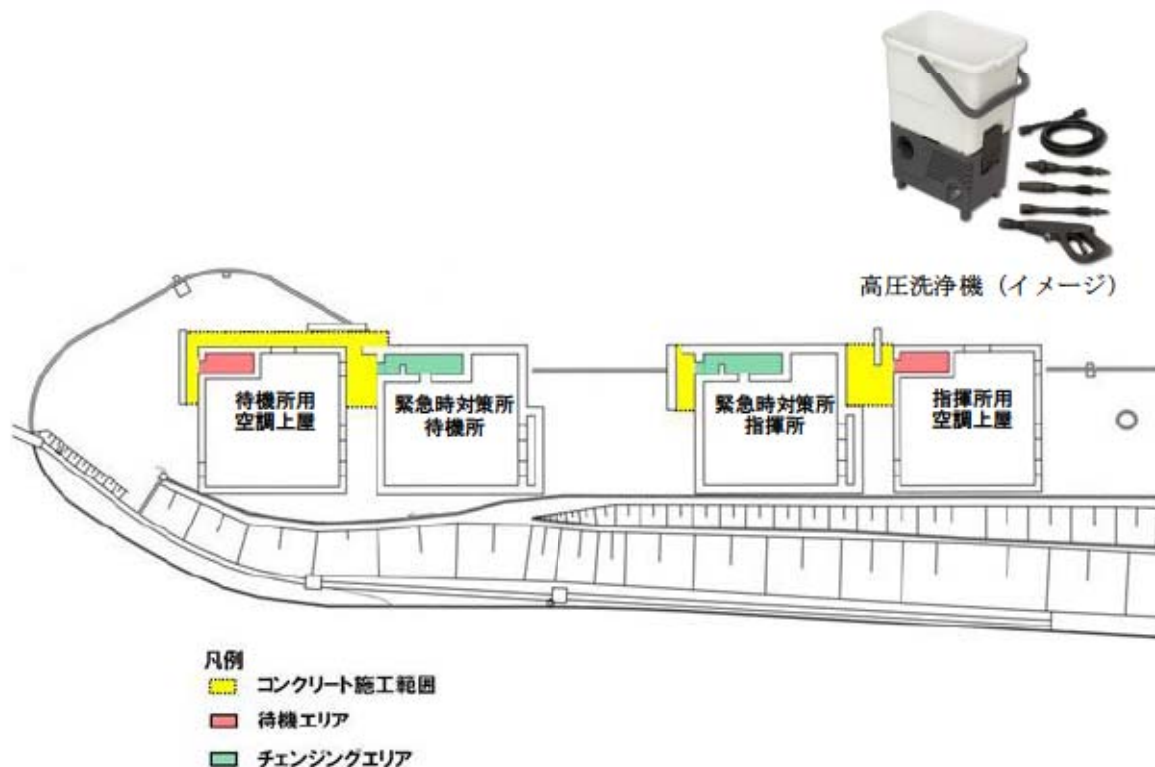 高圧洗浄機（イメージ）
待機所用
空調上屋
緊急時対策所
待機所
緊急時対策所
指揮所
指揮所用
空調上屋
凡例
コンクリート施工範囲
待機エリア
チェンジングエリア